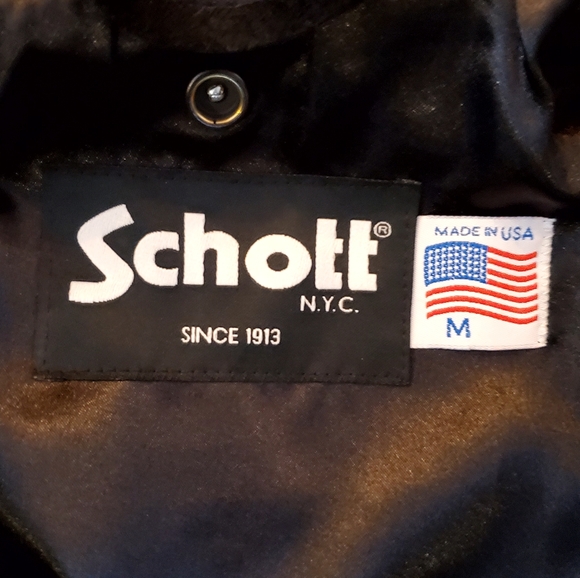 Schott®
N.Y.C.
SINCE 1913
MADE IN USA
M